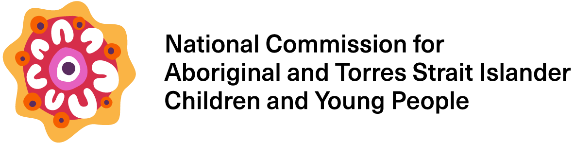 National Commission for
Aboriginal and Torres Strait Islander
Children and Young People